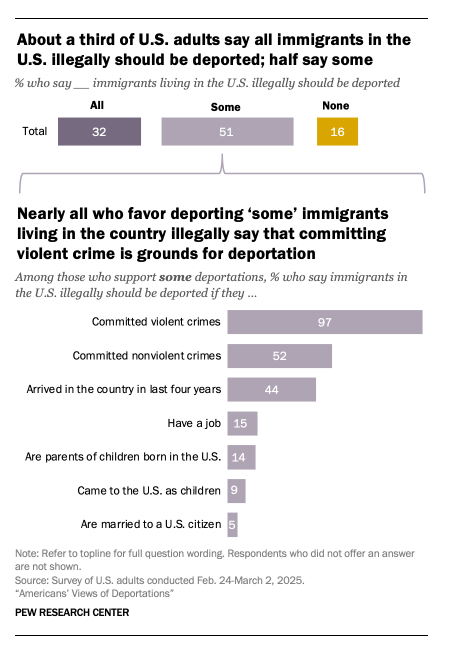 About a third of U.S. adults say all immigrants in the
U.S. illegally should be deported; half say some
% who say __ immigrants living in the U.S. illegally should be deported
All Some None
Total 32 51 16
Nearly all who favor deporting ‘some’ immigrants
living in the country illegally say that committing
violent crime is grounds for deportation
Among those who support some deportations, % who say immigrants in
the U.S. illegally should be deported if they ...
Committed violent crimes 97
Committed nonviolent crimes 52
Arrived in the country in last four years 44
Have a job 15
Are parents of children born in the U.S. 14
Came to the U.S. as children 9
Are married to a U.S. citizen 5
Note: Refer to topline for full question wording. Respondents who did not offer an answer
are not shown.
Source: Survey of U.S. adults conducted Feb. 24-March 2, 2025.
“Americans’ Views of Deportations”
PEW RESEARCH CENTER